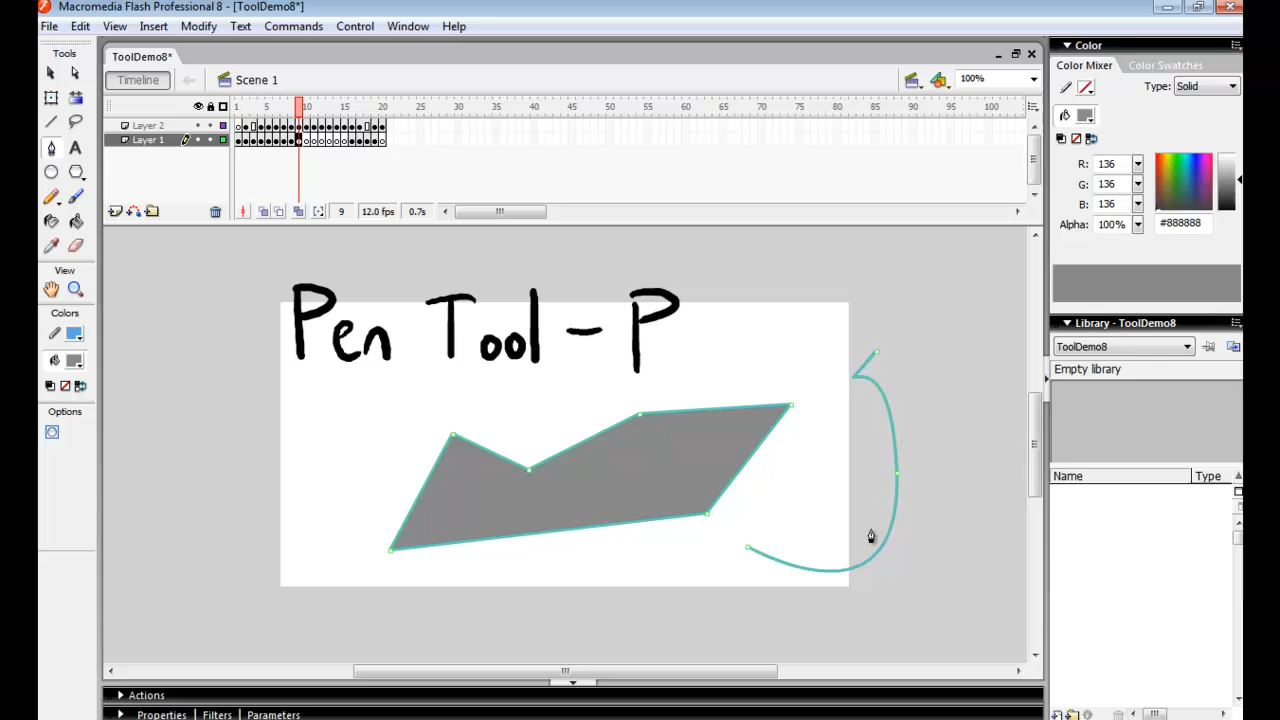 Macromedia Flash Professional 8 - [ToolDemo8*]
File Edit View Insert Modify Text Commands Control Window Help
Tools
ToolDemo8*
Timeline
Scene 1
100%
1 5 10 15 20 25 30 35 40 45 50 55 60 65 70 75 80 85 90 95 100
Layer 2
Layer 1
9 12.0 fps 0.7s
View
Colors
Options
Pen Tool - P
Color
Color Mixer Color Swatches
Type: Solid
R: 136
G: 136
B: 136
Alpha: 100% #888888
Library - ToolDemo8
ToolDemo8
Empty library
Name Type
Actions
Properties Filters Parameters